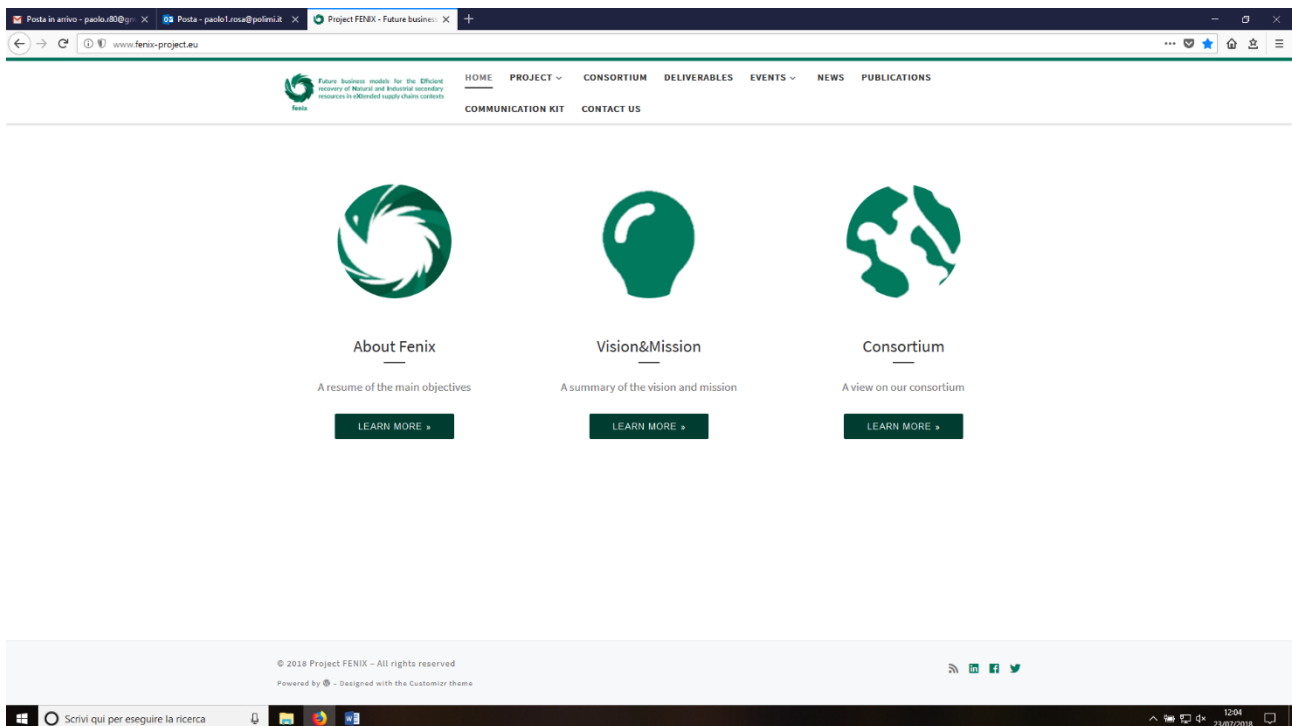 Posta in arrivo - paolo.r80@gm
Posta - paolo1.rosa@polimi.it
Project FENIX - Future business
www.fenix-project.eu
Future business models for the Efficient
recovery of Natural and Industrial secondary
resources in eXtended supply chains contexts
fenix
HOME PROJECT CONSORTIUM DELIVERABLES EVENTS NEWS PUBLICATIONS
COMMUNICATION KIT CONTACT US
About Fenix
Vision&Mission
Consortium
A resume of the main objectives
A summary of the vision and mission
A view on our consortium
LEARN MORE »
LEARN MORE »
LEARN MORE »
© 2018 Project FENIX – All rights reserved
Powered by – Designed with the Customizr theme
Scrivi qui per eseguire la ricerca
12:04
23/07/2018